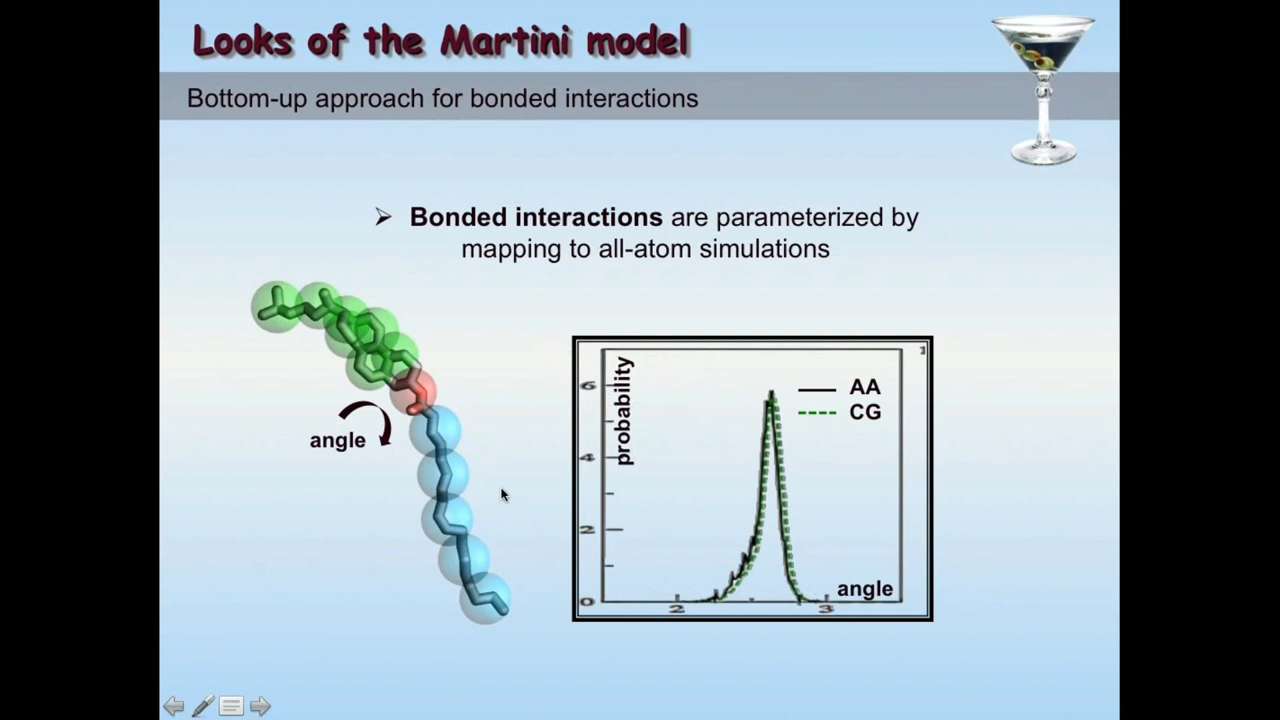 Looks of the Martini model
Bottom-up approach for bonded interactions
➢ Bonded interactions are parameterized by
mapping to all-atom simulations
angle
probability
6
4
2
0
2
3
angle
AA
CG
1